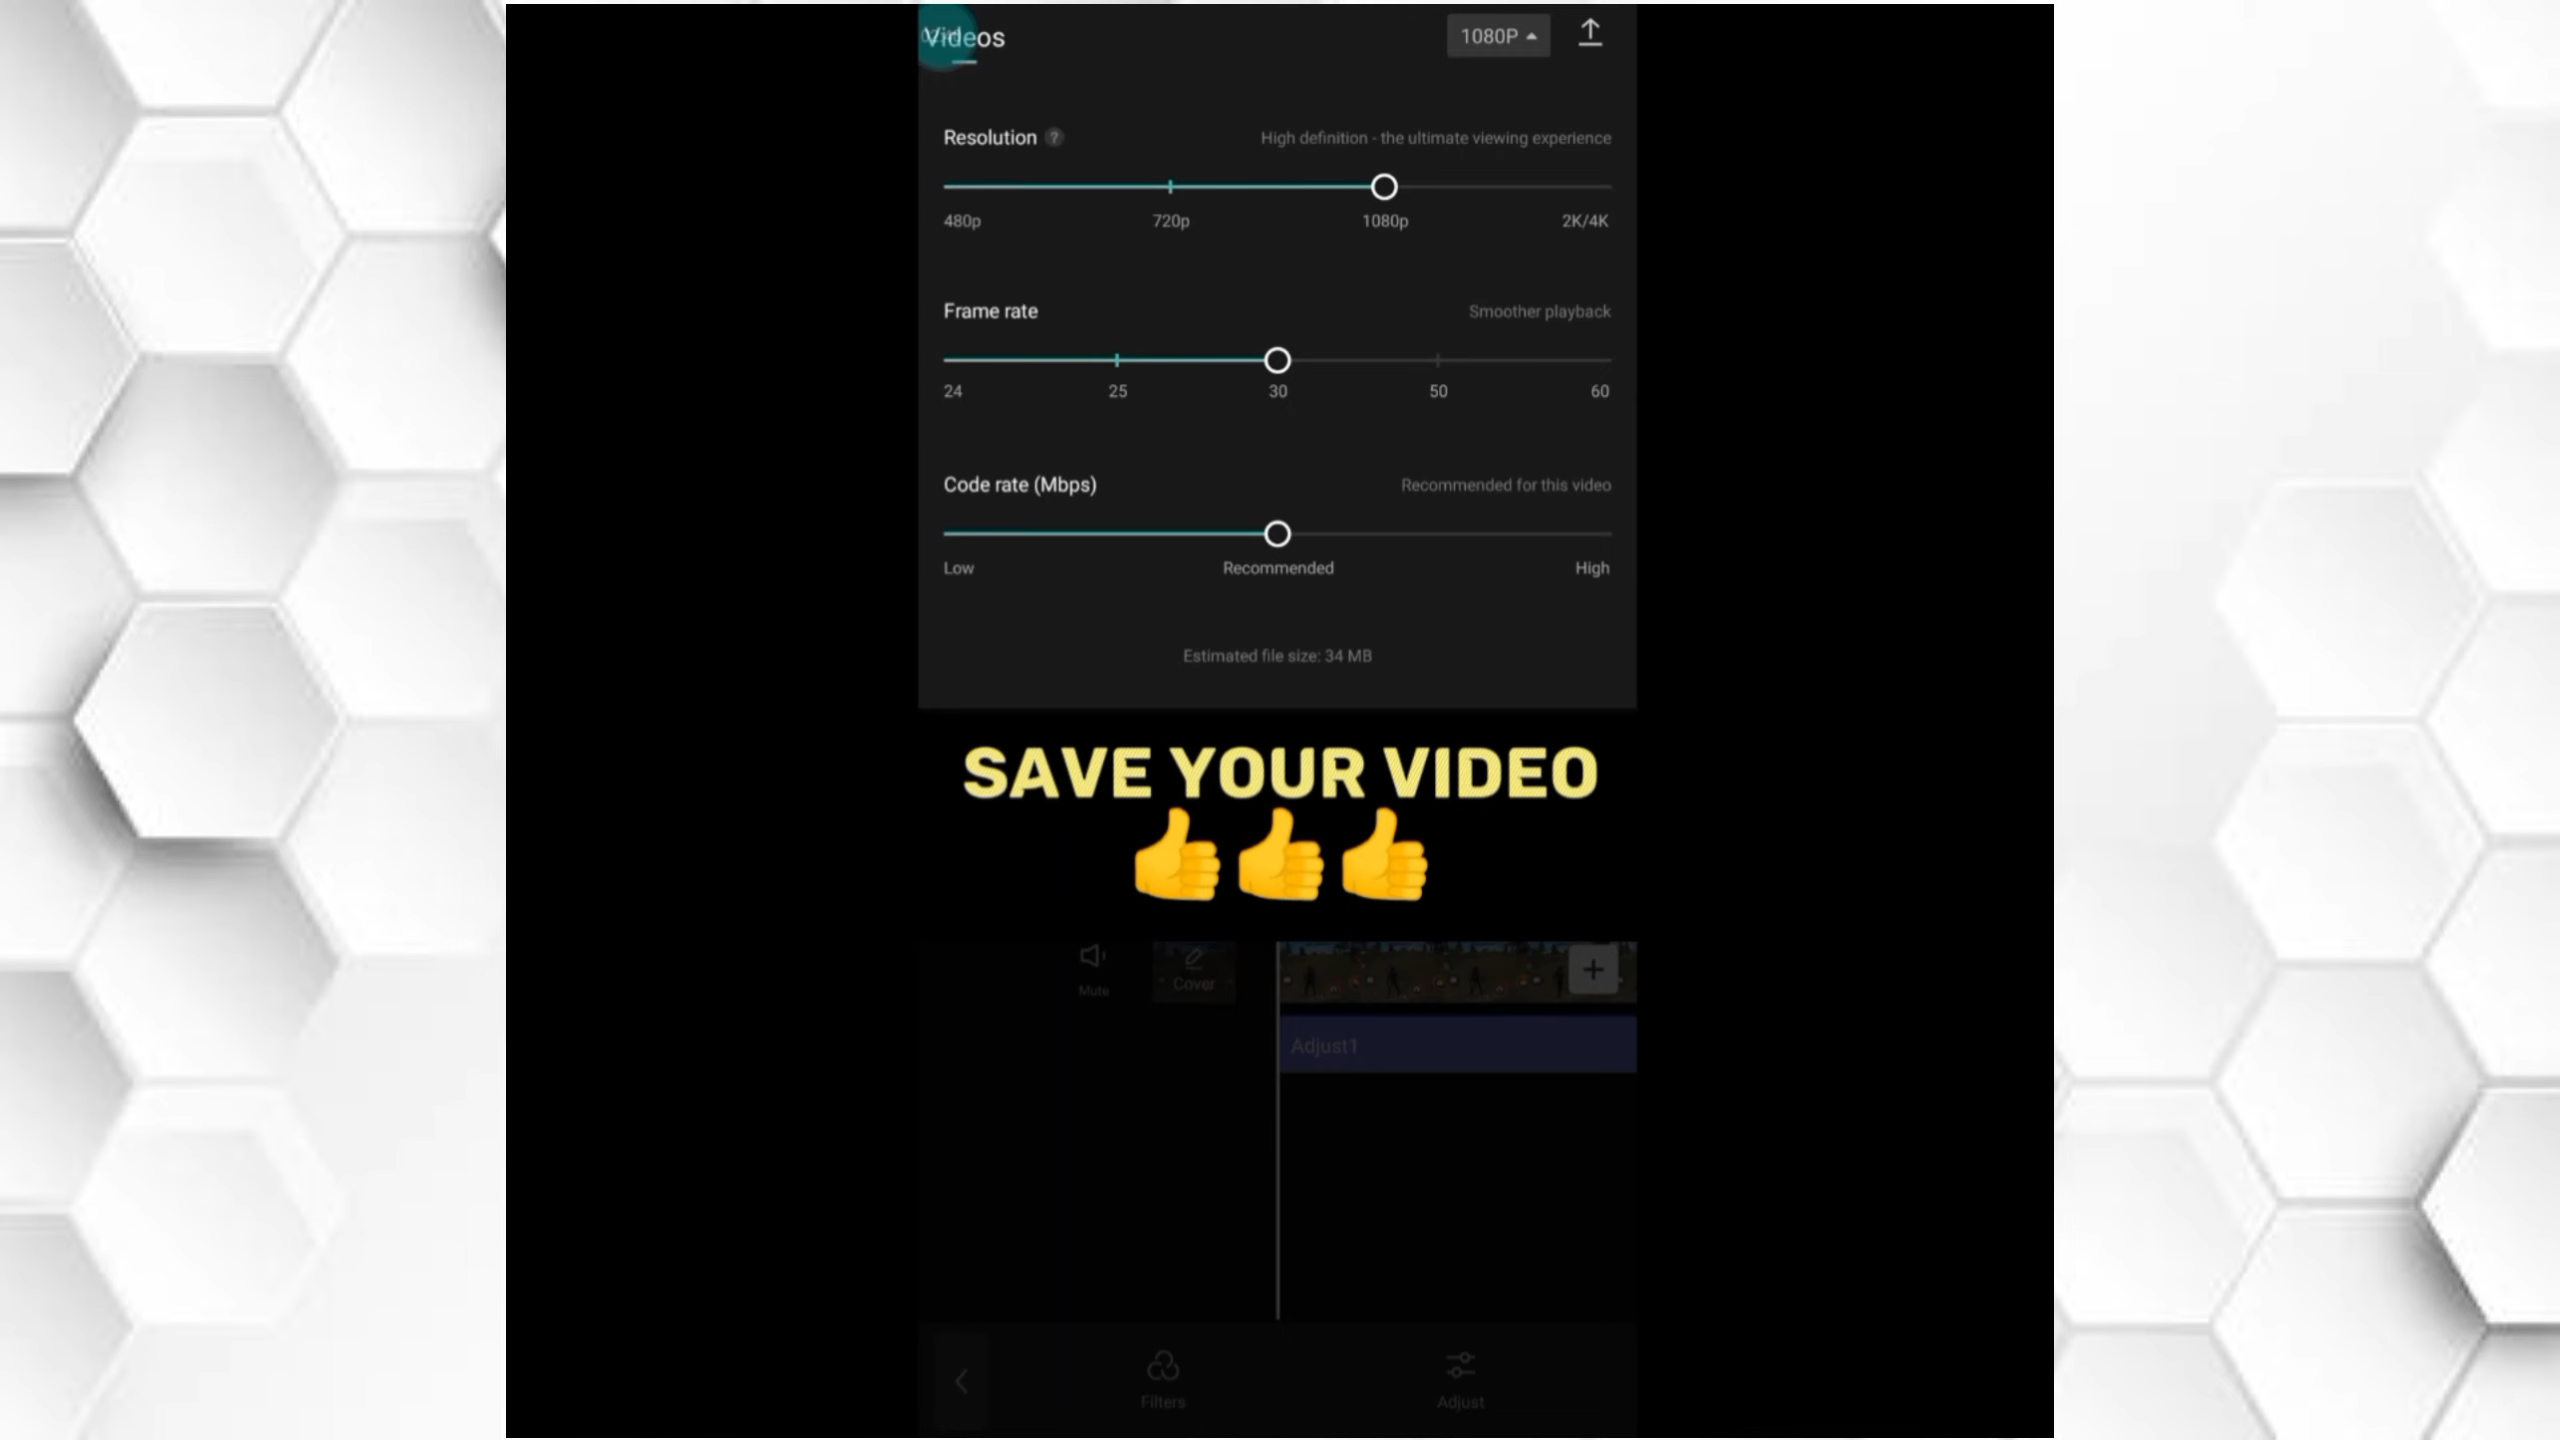 Videos
1080P
Resolution ?
High definition - the ultimate viewing experience
480p 720p 1080p 2K/4K
Frame rate
Smoother playback
24 25 30 50 60
Code rate (Mbps)
Recommended for this video
Low Recommended High
Estimated file size: 34 MB
SAVE YOUR VIDEO
Mute
Cover
Adjust1
Filters
Adjust